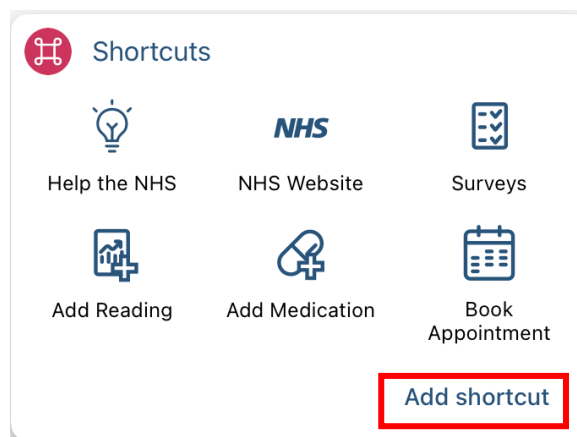 Shortcuts
Help the NHS
NHS
NHS Website
Surveys
Add Reading
Add Medication
Book
Appointment
Add shortcut